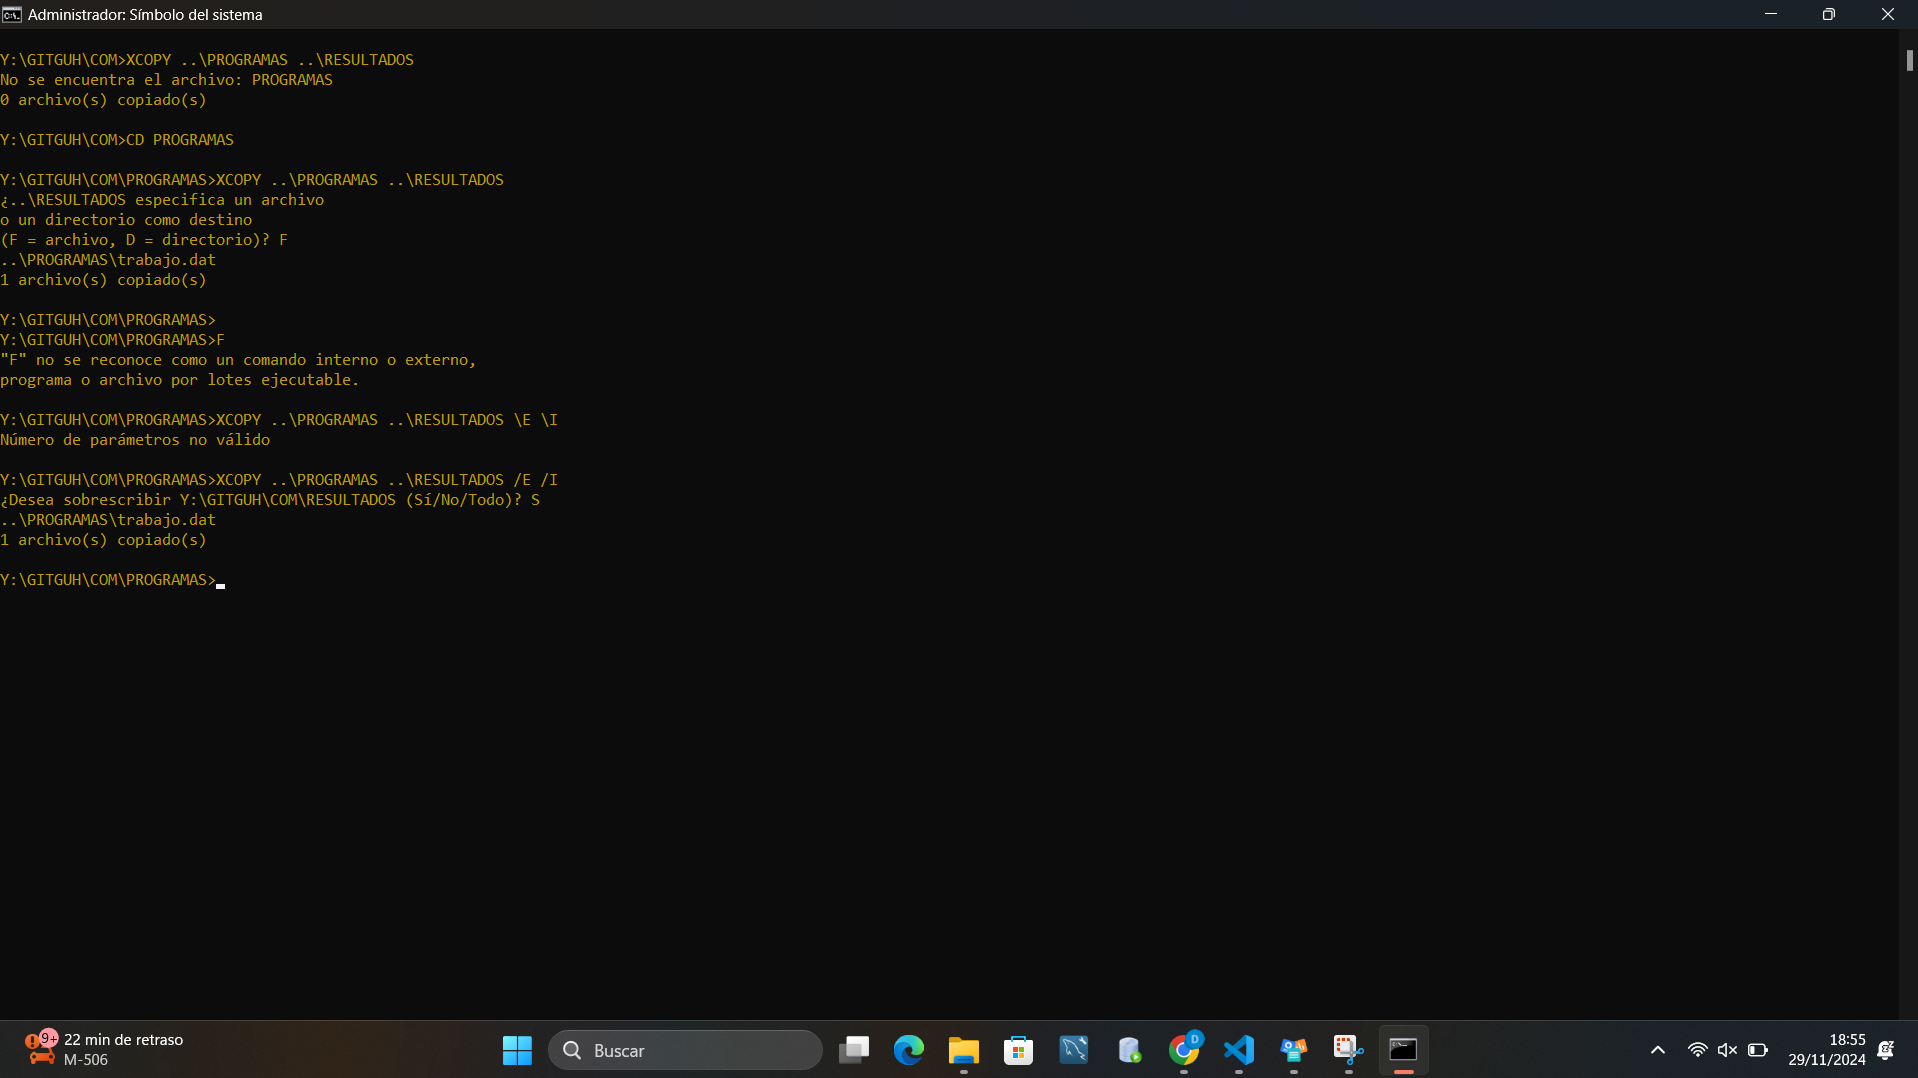 Administrador: Símbolo del sistema
Y:\GITGUH\COM>XCOPY ..\PROGRAMAS ..\RESULTADOS
No se encuentra el archivo: PROGRAMAS
0 archivo(s) copiado(s)
Y:\GITGUH\COM>CD PROGRAMAS
Y:\GITGUH\COM\PROGRAMAS>XCOPY ..\PROGRAMAS ..\RESULTADOS
¿..\RESULTADOS especifica un archivo
o un directorio como destino
(F = archivo, D = directorio)? F
..\PROGRAMAS\trabajo.dat
1 archivo(s) copiado(s)
Y:\GITGUH\COM\PROGRAMAS>
Y:\GITGUH\COM\PROGRAMAS>F
"F" no se reconoce como un comando interno o externo,
programa o archivo por lotes ejecutable.
Y:\GITGUH\COM\PROGRAMAS>XCOPY ..\PROGRAMAS ..\RESULTADOS \E \I
Número de parámetros no válido
Y:\GITGUH\COM\PROGRAMAS>XCOPY ..\PROGRAMAS ..\RESULTADOS /E /I
¿Desea sobrescribir Y:\GITGUH\COM\RESULTADOS (Sí/No/Todo)? S
..\PROGRAMAS\trabajo.dat
1 archivo(s) copiado(s)
Y:\GITGUH\COM\PROGRAMAS>
9+
22 min de retraso
M-506
Buscar
D
18:55
29/11/2024